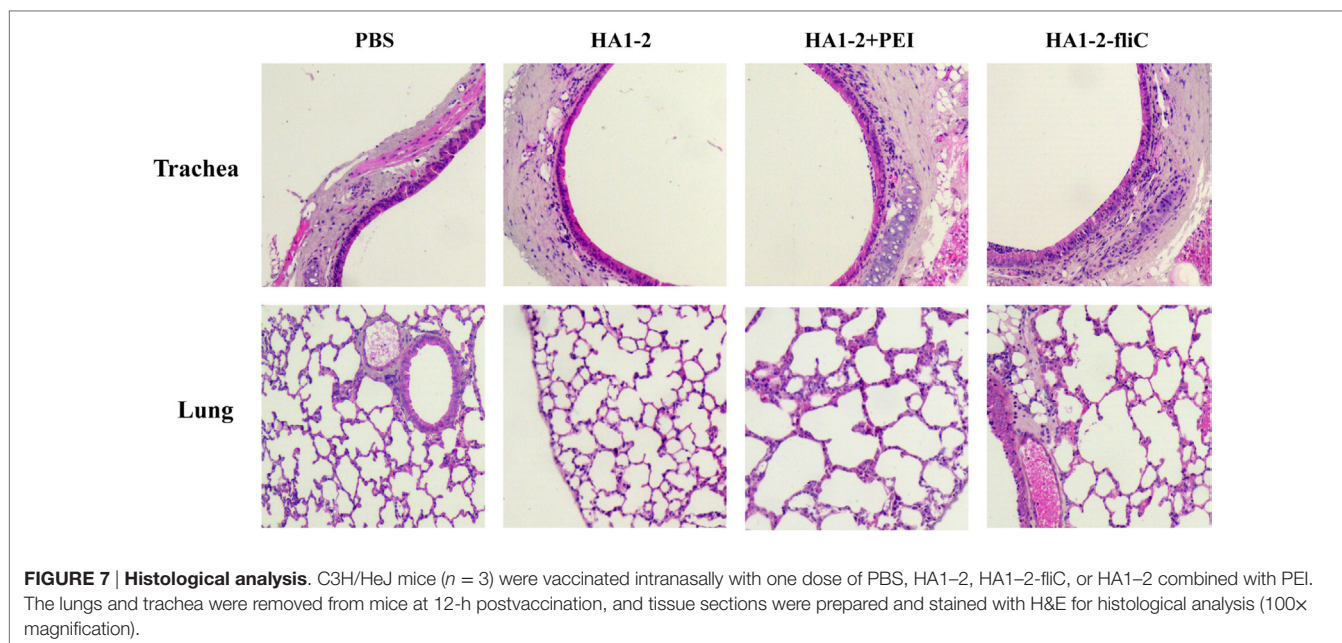 PBS HA1-2 HA1-2+PEI HA1-2-fliC
Trachea
Lung
FIGURE 7 | Histological analysis. C3H/HeJ mice (n = 3) were vaccinated intranasally with one dose of PBS, HA1–2, HA1–2-fliC, or HA1–2 combined with PEI.
The lungs and trachea were removed from mice at 12-h postvaccination, and tissue sections were prepared and stained with H&E for histological analysis (100×
magnification).